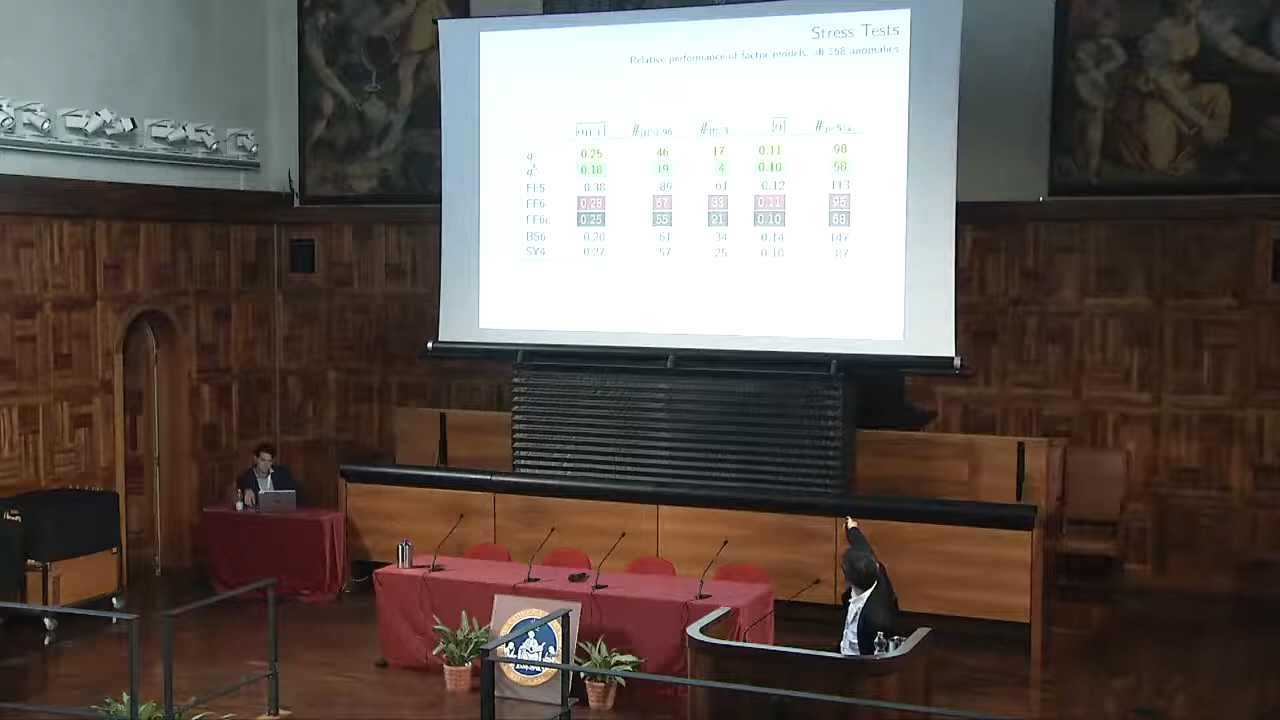 Stress Tests
Relative performance of factor models, all 158 anomalies
q 0.25 46 17 0.11 98
q⁵ 0.18 19 4 0.10 58
FF5 0.38 89 61 0.12 113
FF6 0.28 67 33 0.11 95
FF6c 0.25 55 21 0.10 68
BS6 0.28 61 34 0.14 147
SY4 0.27 57 25 0.10 87